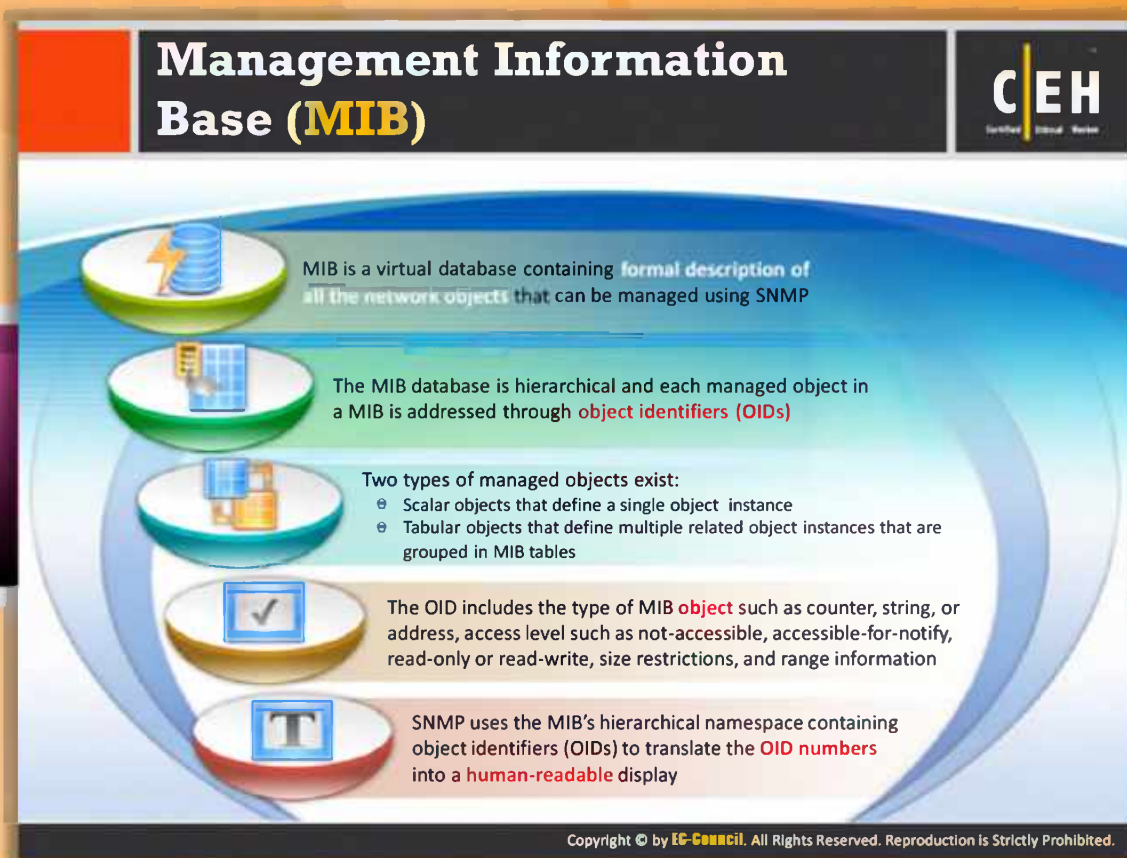 Management Information
Base (MIB)
C|EH
MIB is a virtual database containing formal description of
all the network objects that can be managed using SNMP
The MIB database is hierarchical and each managed object in
a MIB is addressed through object identifiers (OIDs)
Two types of managed objects exist:
Scalar objects that define a single object instance
Tabular objects that define multiple related object instances that are
grouped in MIB tables
The OID includes the type of MIB object such as counter, string, or
address, access level such as not-accessible, accessible-for-notify,
read-only or read-write, size restrictions, and range information
T
SNMP uses the MIB's hierarchical namespace containing
object identifiers (OIDs) to translate the OID numbers
into a human-readable display
Copyright © by EC-Council. All Rights Reserved. Reproduction is Strictly Prohibited.